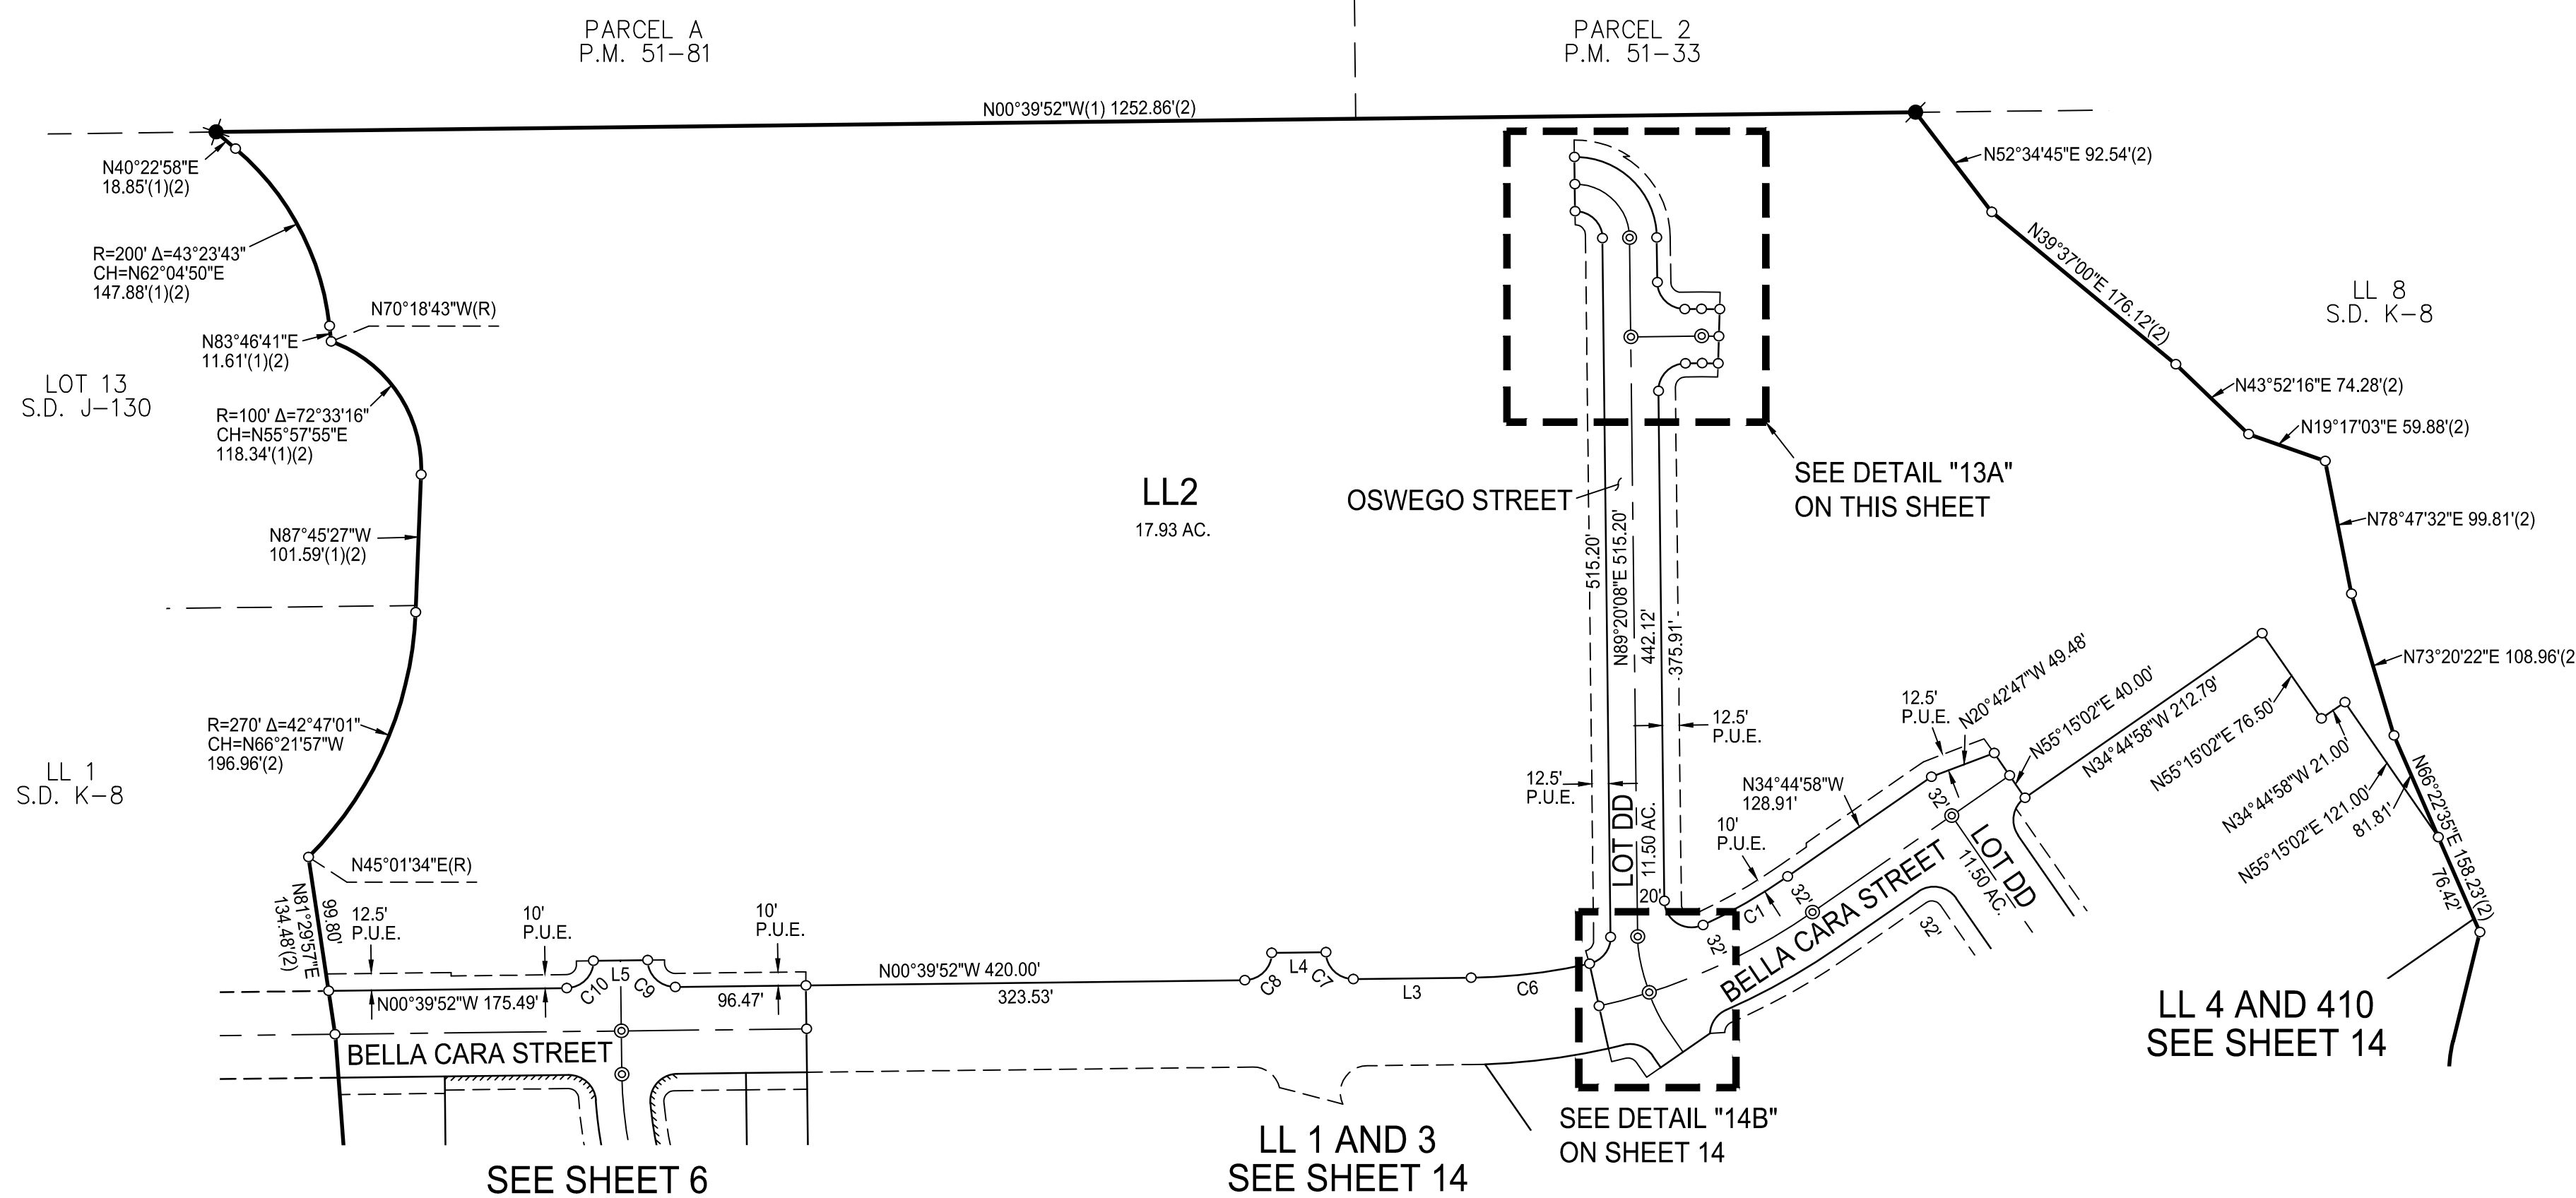 PARCEL A
P.M. 51-81
PARCEL 2
P.M. 51-33
N00°39'52"W(1) 1252.86'(2)
N40°22'58"E
18.85'(1)(2)
N52°34'45"E 92.54'(2)
R=200' Δ=43°23'43"
CH=N62°04'50"E
147.88'(1)(2)
N70°18'43"W(R)
N83°46'41"E
11.61'(1)(2)
N39°37'00"E 176.12'(2)
LL 8
S.D. K-8
LOT 13
S.D. J-130
R=100' Δ=72°33'16"
CH=N55°57'55"E
118.34'(1)(2)
N43°52'16"E 74.28'(2)
N19°17'03"E 59.88'(2)
SEE DETAIL "13A"
ON THIS SHEET
LL2
17.93 AC.
OSWEGO STREET
N87°45'27"W
101.59'(1)(2)
N78°47'32"E 99.81'(2)
515.20'
N89°20'08"E 515.20'
442.12'
375.91'
N73°20'22"E 108.96'(2
R=270' Δ=42°47'01"
CH=N66°21'57"W
196.96'(2)
LL 1
S.D. K-8
12.5'
P.U.E.
12.5'
P.U.E.
12.5'
P.U.E.
N20°42'47"W 49.48'
N55°15'02"E 40.00'
N34°44'58"W 212.79'
N55°15'02"E 76.50'
N34°44'58"W 21.00'
N55°15'02"E 121.00'
81.81'
N66°22'35"E 158.23'(2)
76.42'
N34°44'58"W
128.91'
10'
P.U.E.
LOT DD
11.50 AC.
20'
C1
32'
32'
32'
32'
BELLA CARA STREET
LOT DD
11.50 AC.
N45°01'34"E(R)
99.80'
N81°29'57"E
134.48'(2)
12.5'
P.U.E.
10'
P.U.E.
10'
P.U.E.
N00°39'52"W 175.49'
C10
L5
C9
96.47'
N00°39'52"W 420.00'
323.53'
C8
L4
C7
L3
C6
BELLA CARA STREET
LL 4 AND 410
SEE SHEET 14
SEE DETAIL "14B"
ON SHEET 14
LL 1 AND 3
SEE SHEET 14
SEE SHEET 6